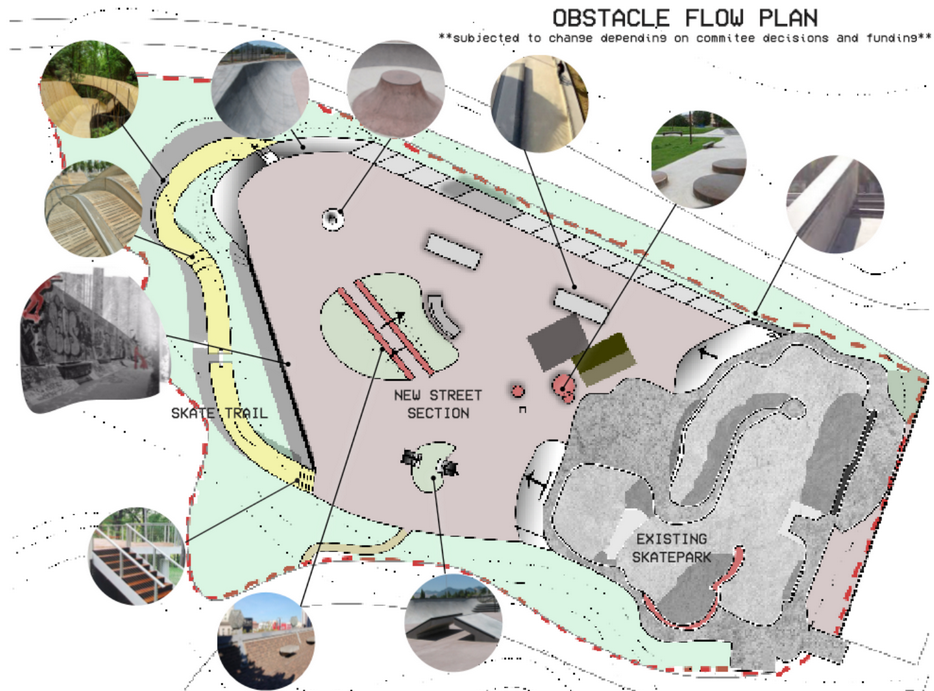 OBSTACLE FLOW PLAN
**subjected to change depending on commitee decisions and funding**
NEW STREET
SECTION
SKATE TRAIL
EXISTING
SKATEPARK